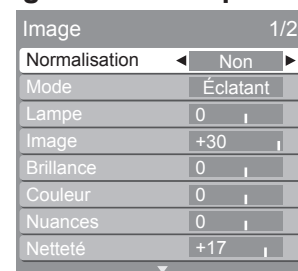 Image 1/2
Normalisation Non
Mode Éclatant
Lampe 0
Image +30
Brillance 0
Couleur 0
Nuances 0
Netteté +17